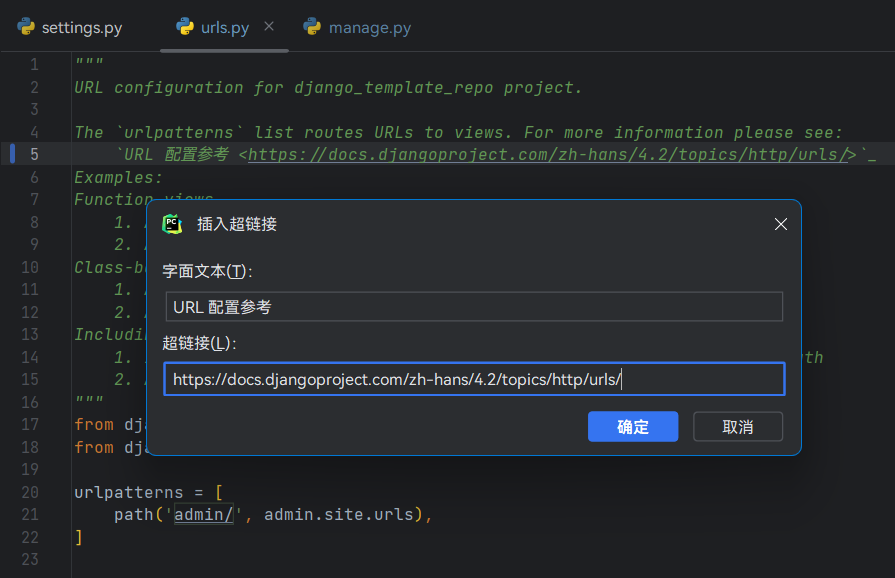 settings.py urls.py manage.py
1 """
2 URL configuration for django_template_repo project.
3
4 The `urlpatterns` list routes URLs to views. For more information please see:
5 `URL 配置参考 <https://docs.djangoproject.com/zh-hans/4.2/topics/http/urls/>`_
6 Examples:
7 Function views
8 1.
9 2.
10 Class-b
11 1.
12 2.
13 Includi
14 1. th
15 2.
16 """
17 from dj
18 from dj
19
20 urlpatterns = [
21 path('admin/', admin.site.urls),
22 ]
23
PC
插入超链接
字面文本(T):
URL 配置参考
超链接(L):
https://docs.djangoproject.com/zh-hans/4.2/topics/http/urls/
确定 取消